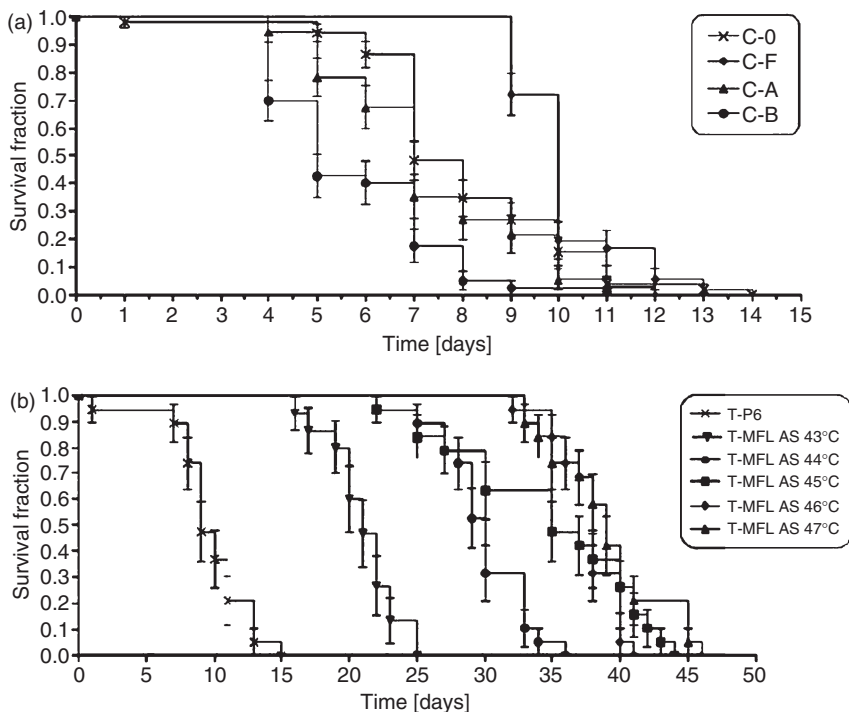 (a)
1.0
0.9
0.8
0.7
0.6
0.5
0.4
0.3
0.2
0.1
0.0
Survival fraction
0 1 2 3 4 5 6 7 8 9 10 11 12 13 14 15
Time [days]
C-0
C-F
C-A
C-B
(b)
1.0
0.9
0.8
0.7
0.6
0.5
0.4
0.3
0.2
0.1
0.0
Survival fraction
0 5 10 15 20 25 30 35 40 45 50
Time [days]
T-P6
T-MFL AS 43°C
T-MFL AS 44°C
T-MFL AS 45°C
T-MFL AS 46°C
T-MFL AS 47°C